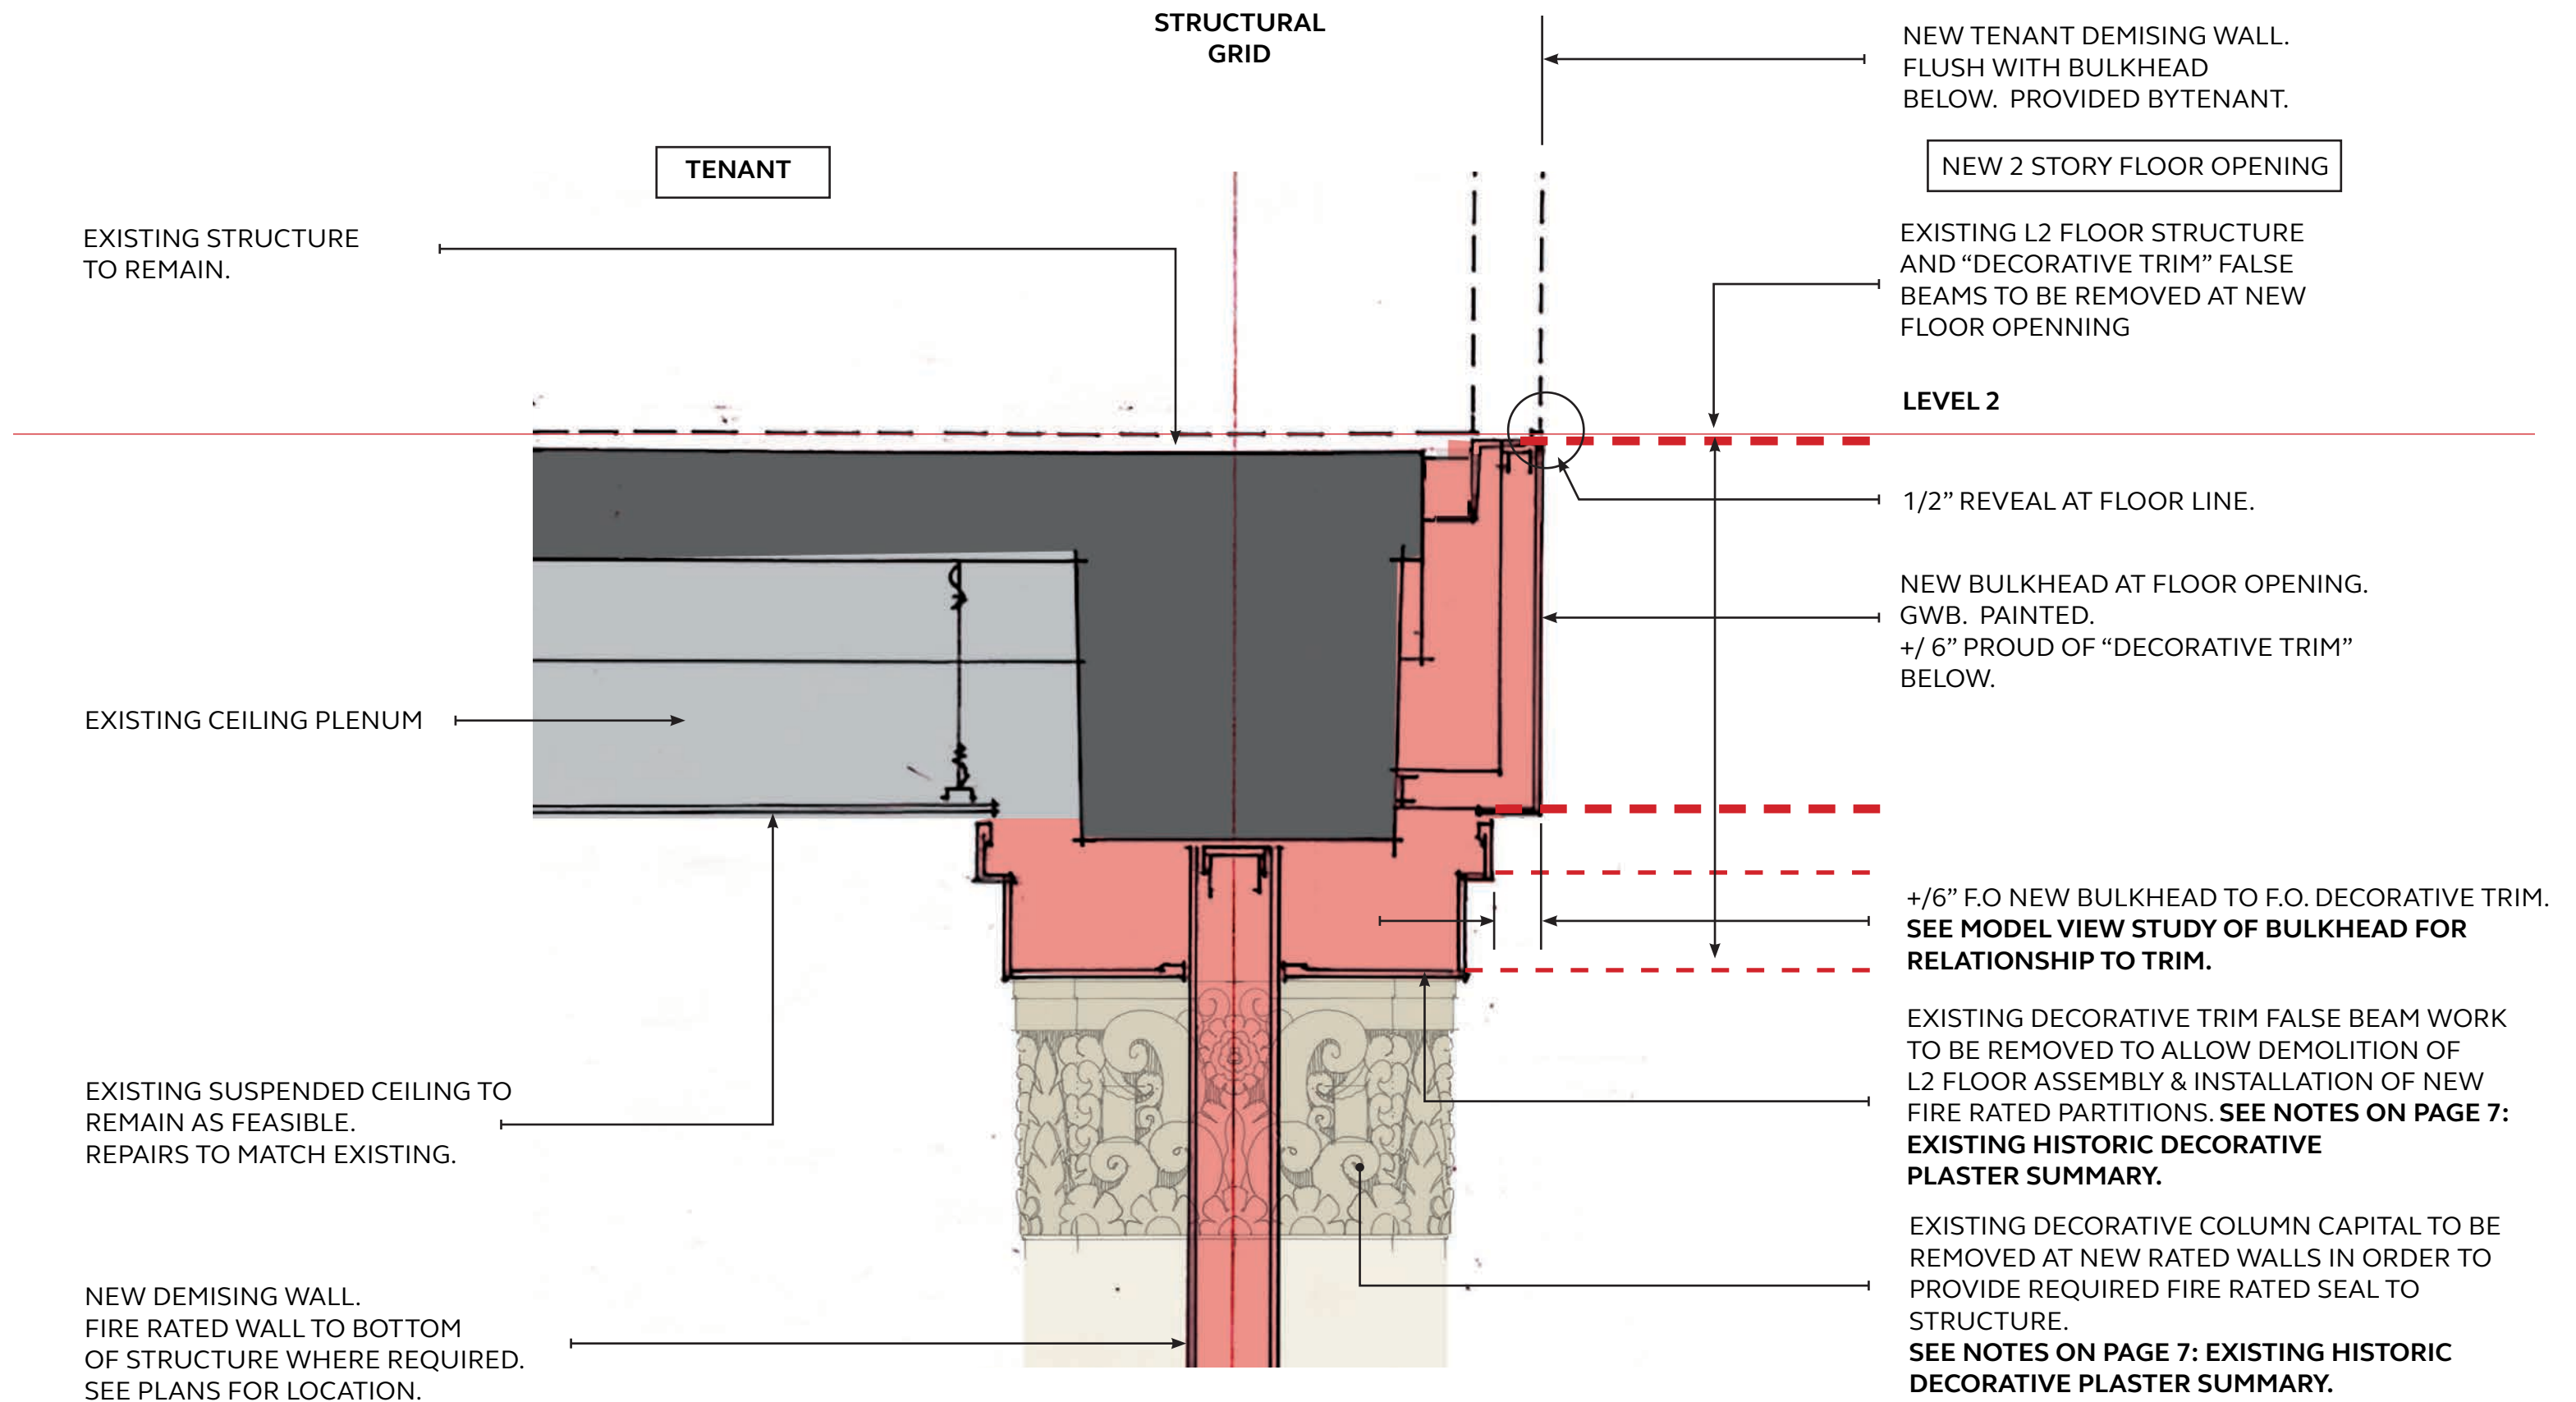 STRUCTURAL
GRID
TENANT
EXISTING STRUCTURE
TO REMAIN.
EXISTING CEILING PLENUM
EXISTING SUSPENDED CEILING TO
REMAIN AS FEASIBLE.
REPAIRS TO MATCH EXISTING.
NEW DEMISING WALL.
FIRE RATED WALL TO BOTTOM
OF STRUCTURE WHERE REQUIRED.
SEE PLANS FOR LOCATION.
NEW TENANT DEMISING WALL.
FLUSH WITH BULKHEAD
BELOW. PROVIDED BYTENANT.
NEW 2 STORY FLOOR OPENING
EXISTING L2 FLOOR STRUCTURE
AND “DECORATIVE TRIM” FALSE
BEAMS TO BE REMOVED AT NEW
FLOOR OPENNING
LEVEL 2
1/2” REVEAL AT FLOOR LINE.
NEW BULKHEAD AT FLOOR OPENING.
GWB. PAINTED.
+/ 6” PROUD OF “DECORATIVE TRIM”
BELOW.
+/6” F.O NEW BULKHEAD TO F.O. DECORATIVE TRIM.
SEE MODEL VIEW STUDY OF BULKHEAD FOR
RELATIONSHIP TO TRIM.
EXISTING DECORATIVE TRIM FALSE BEAM WORK
TO BE REMOVED TO ALLOW DEMOLITION OF
L2 FLOOR ASSEMBLY & INSTALLATION OF NEW
FIRE RATED PARTITIONS. SEE NOTES ON PAGE 7:
EXISTING HISTORIC DECORATIVE
PLASTER SUMMARY.
EXISTING DECORATIVE COLUMN CAPITAL TO BE
REMOVED AT NEW RATED WALLS IN ORDER TO
PROVIDE REQUIRED FIRE RATED SEAL TO
STRUCTURE.
SEE NOTES ON PAGE 7: EXISTING HISTORIC
DECORATIVE PLASTER SUMMARY.